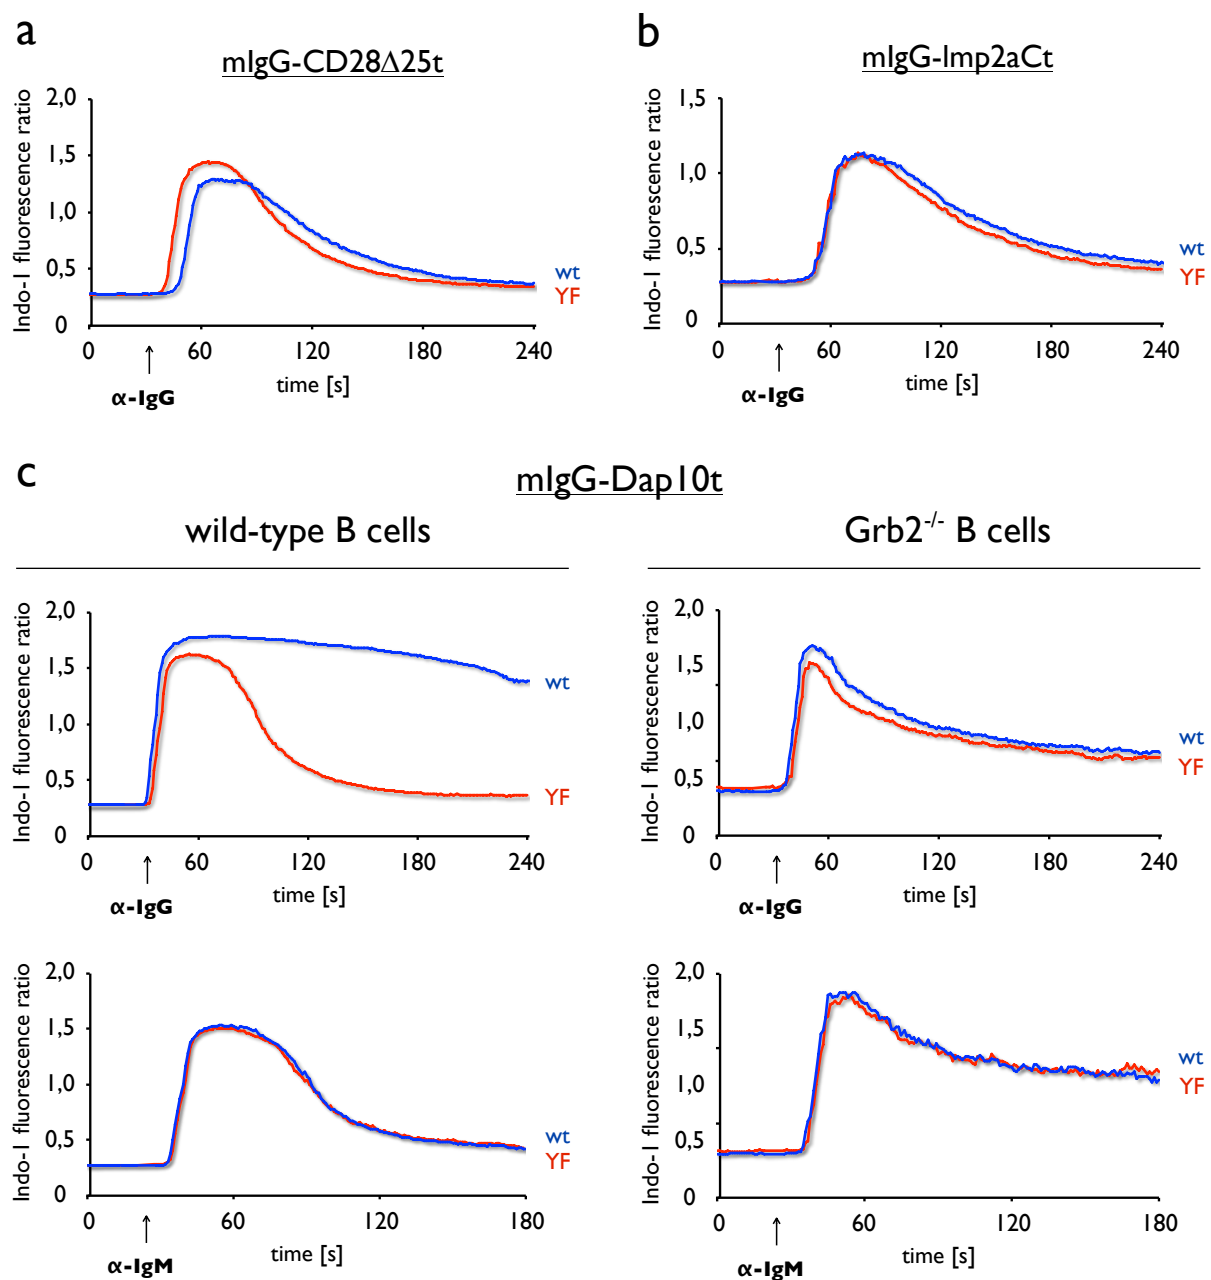 a
mIgG-CD28Δ25t
Indo-1 fluorescence ratio
2,0
1,5
1,0
0,5
0
0 60 120 180 240
wt
YF
α-IgG
time [s]
b
mIgG-lmp2aCt
Indo-1 fluorescence ratio
1,5
1,0
0,5
0
0 60 120 180 240
wt
YF
α-IgG
time [s]
c
mIgG-Dap10t
wild-type B cells
Indo-1 fluorescence ratio
2,0
1,5
1,0
0,5
0
0 60 120 180 240
wt
YF
α-IgG
time [s]
Grb2-/- B cells
Indo-1 fluorescence ratio
2,0
1,5
1,0
0,5
0
0 60 120 180 240
wt
YF
α-IgG
time [s]
Indo-1 fluorescence ratio
2,0
1,5
1,0
0,5
0
0 60 120 180
wt
YF
α-IgM
time [s]
Indo-1 fluorescence ratio
2,0
1,5
1,0
0,5
0
0 60 120 180
wt
YF
α-IgM
time [s]